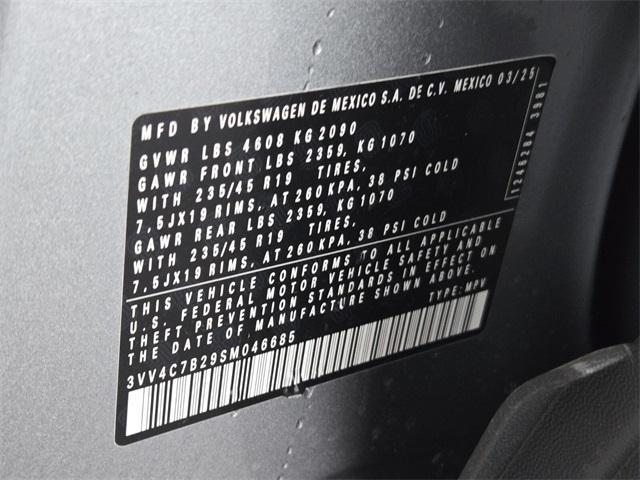 MFD BY VOLKSWAGEN DE MEXICO S.A. DE C.V. MEXICO 03/25
GVWR LBS 4608 KG 2090
GAWR FRONT LBS 2359, KG 1070
WITH 235/45 R19 TIRES,
7,5JX19 RIMS, AT 260 KPA, 38 PSI COLD
GAWR REAR LBS 2359, KG 1070
WITH 235/45 R19 TIRES,
7,5JX19 RIMS, AT 260 KPA, 38 PSI COLD
THIS VEHICLE CONFORMS TO ALL APPLICABLE
U.S. FEDERAL MOTOR VEHICLE SAFETY AND
THEFT PREVENTION STANDARDS IN EFFECT ON
THE DATE OF MANUFACTURE SHOWN ABOVE.
3VV4C7B29SM046685 TYPE: MPV
1248284 3981